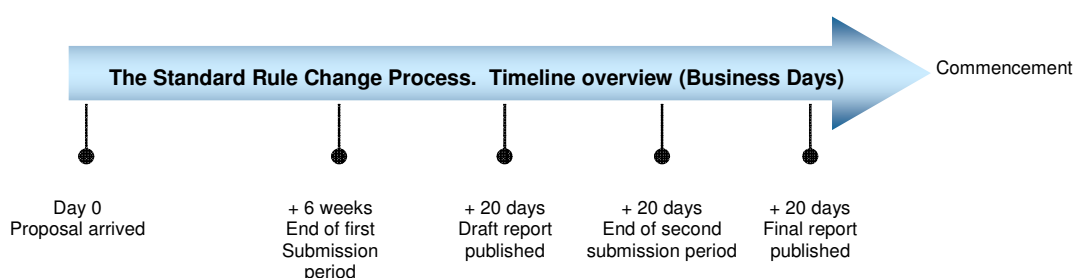 The Standard Rule Change Process. Timeline overview (Business Days)
Commencement
Day 0
Proposal arrived
+ 6 weeks
End of first
Submission
period
+ 20 days
Draft report
published
+ 20 days
End of second
submission period
+ 20 days
Final report
published